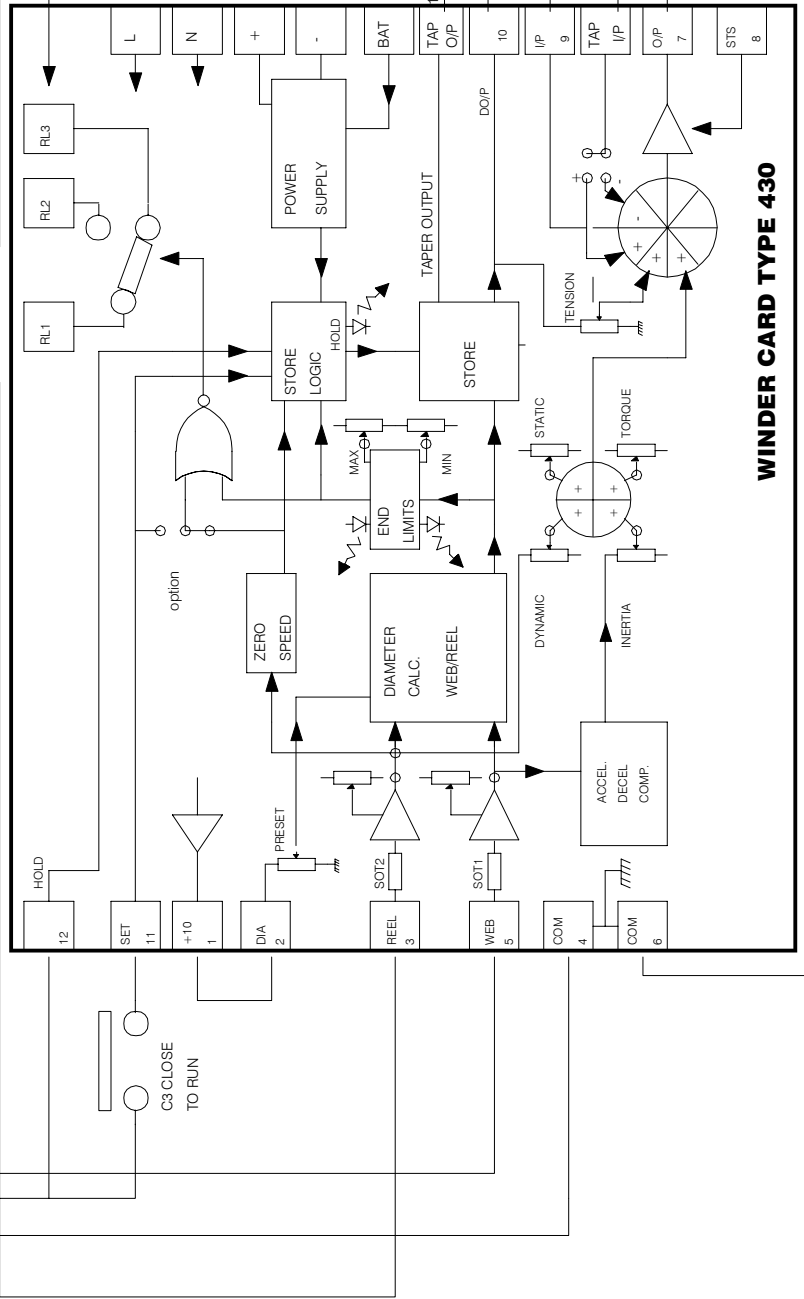 L
N
+
-
BAT
TAP
O/P
10
I/P
9
TAP
I/P
O/P
7
STS
8
RL3
RL2
RL1
POWER
SUPPLY
DO/P
TAPER OUTPUT
+
-
-
+
+
+
WINDER CARD TYPE 430
STORE
LOGIC
HOLD
STORE
TENSION
MAX
MIN
END
LIMITS
STATIC
TORQUE
+
+
+
+
option
ZERO
SPEED
DIAMETER
CALC.
WEB/REEL
DYNAMIC
INERTIA
ACCEL.
DECEL
COMP.
PRESET
SOT2
SOT1
HOLD
12
SET
11
+10
1
DIA
2
REEL
3
WEB
5
COM
4
COM
6
C3 CLOSE
TO RUN